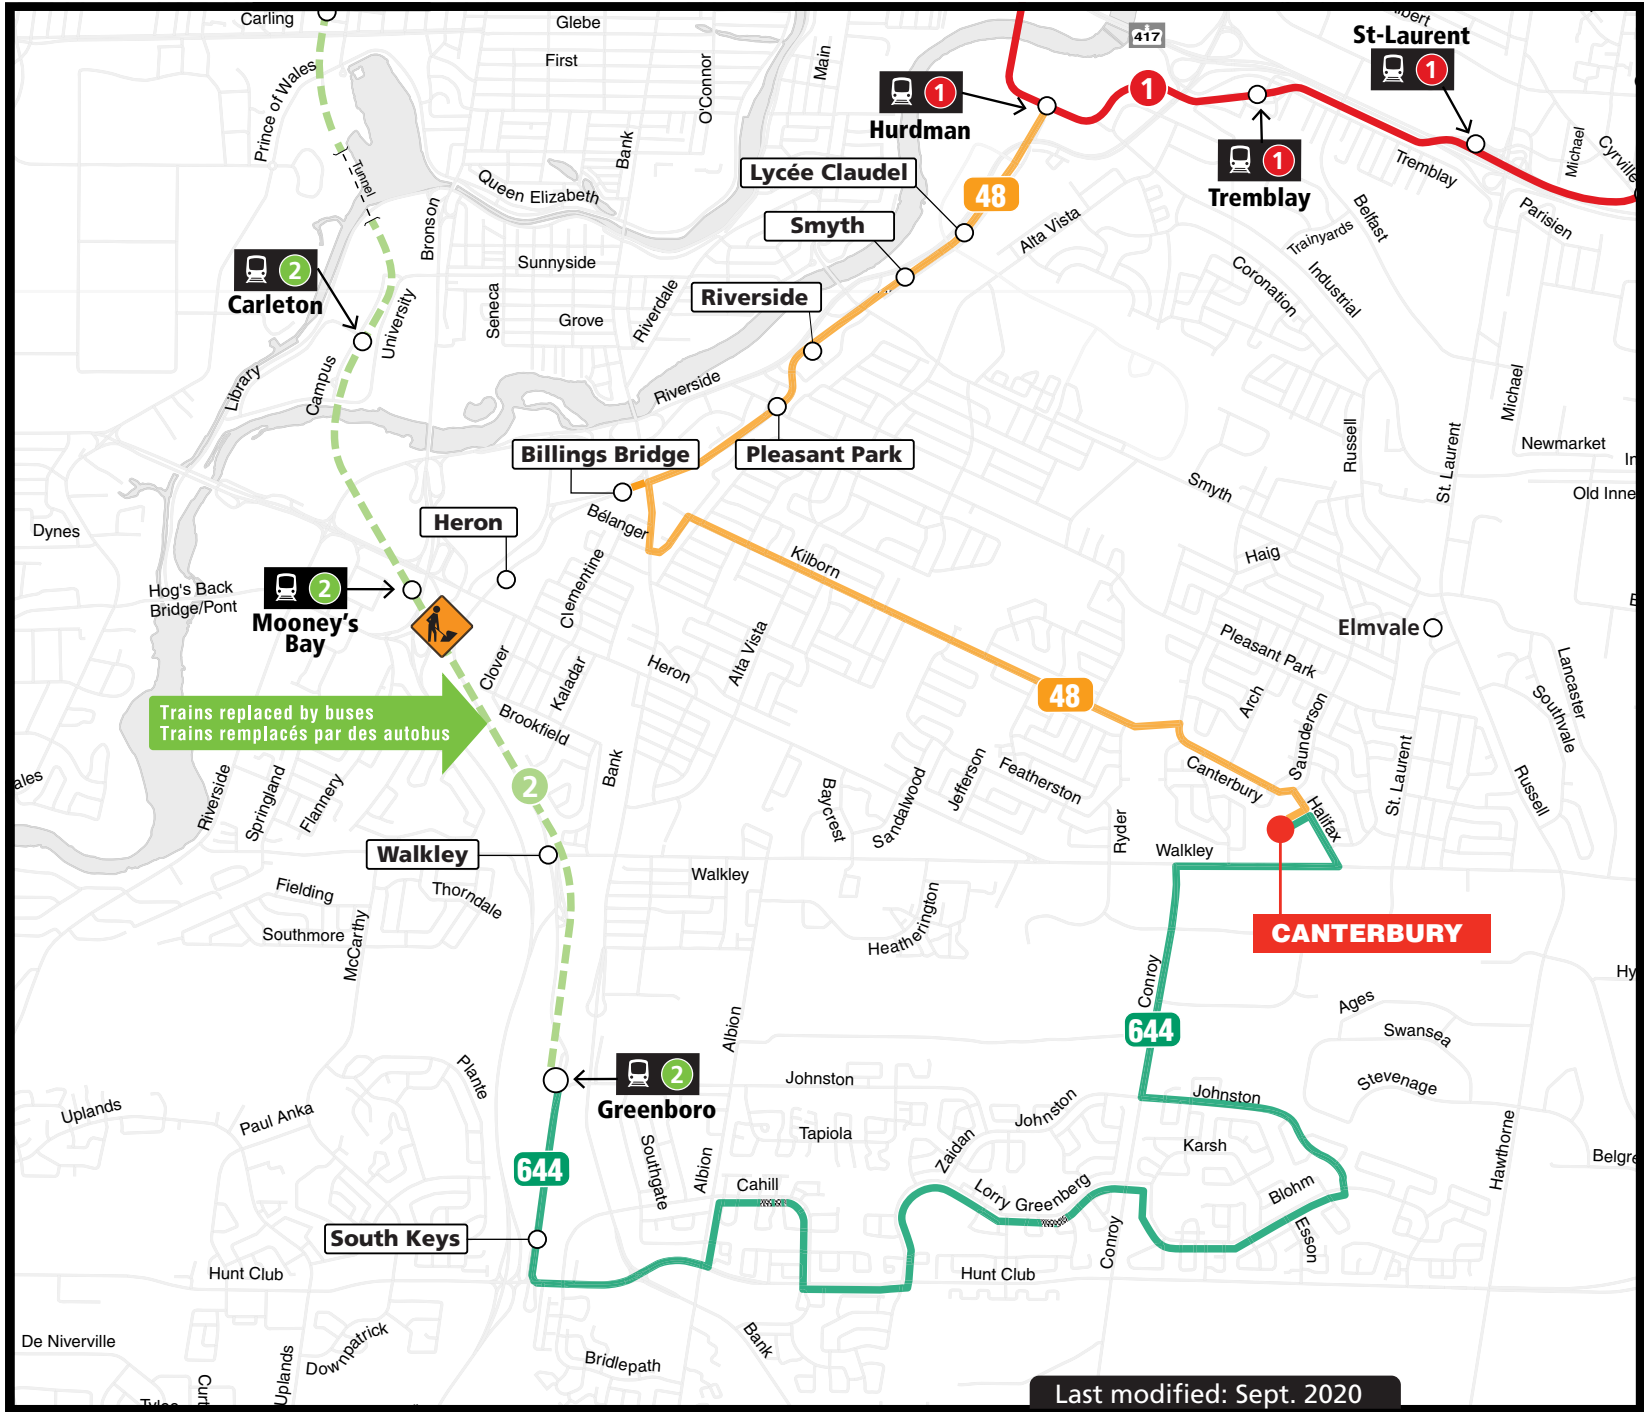 Carling
Glebe
First
Main
O'Connor
Bank
Prince of Wales
Tunnel
Queen Elizabeth
Bronson
417
St-Laurent
1
1
Hurdman
1
1
Tremblay
Tremblay
Michael
Cyrville
Parisien
Belfast
Trainyards
Industrial
Coronation
Alta Vista
Lycée Claudel
48
Smyth
Riverside
2
Carleton
Sunnyside
Seneca
Grove
Riverdale
University
Campus
Library
Riverside
Billings Bridge
Pleasant Park
Russell
St. Laurent
Michael
Newmarket
Old Inne
Smyth
Haig
Heron
Bélanger
Kilborn
Dynes
Hog's Back
Bridge/Pont
2
Mooney's
Bay
Clementine
Clover
Kaladar
Heron
Alta Vista
Brookfield
Elmvale
Pleasant Park
Arch
Saunderson
Lancaster
Southvale
Russell
St. Laurent
48
Trains replaced by buses
Trains remplacés par des autobus
2
ales
Riverside
Springland
Flannery
Bank
Baycrest
Sandalwood
Jefferson
Featherston
Canterbury
Halifax
Ryder
Walkley
Walkley
Walkley
Fielding
Thorndale
Southmore
McCarthy
Heatherington
CANTERBURY
Conroy
644
Ages
Swansea
Stevenage
Hy
Albion
Plante
2
Greenboro
Johnston
Johnston
Johnston
Uplands
Paul Anka
Tapiola
Zaidan
Karsh
Hawthorne
Belgre
644
Southgate
Albion
Cahill
Lorry Greenberg
Blohm
Esson
Conroy
South Keys
Hunt Club
Hunt Club
De Niverville
Downpatrick
Uplands
Bridlepath
Bank
Last modified: Sept. 2020